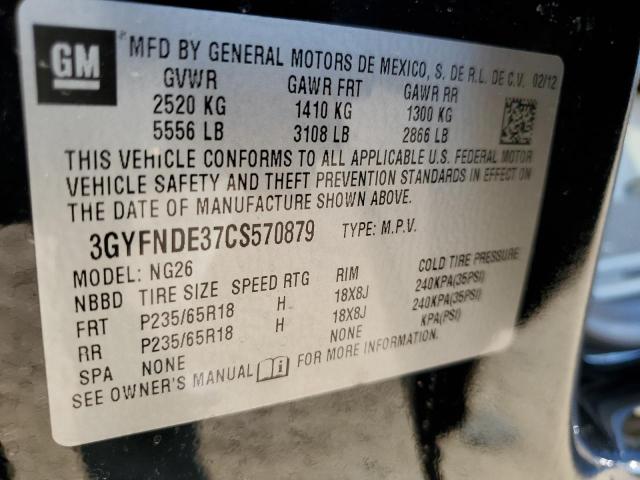 GM
MFD BY GENERAL MOTORS DE MEXICO, S. DE R.L. DE C.V. 02/12
GVWR GAWR FRT GAWR RR
2520 KG 1410 KG 1300 KG
5556 LB 3108 LB 2866 LB
THIS VEHICLE CONFORMS TO ALL APPLICABLE U.S. FEDERAL MOTOR
VEHICLE SAFETY AND THEFT PREVENTION STANDARDS IN EFFECT ON
THE DATE OF MANUFACTURE SHOWN ABOVE.
3GYFNDE37CS570879 TYPE: M.P.V.
MODEL: NG26
NBBD TIRE SIZE SPEED RTG RIM COLD TIRE PRESSURE
FRT P235/65R18 H 18X8J 240KPA(35PSI)
RR P235/65R18 H 18X8J 240KPA(35PSI)
SPA NONE NONE KPA(PSI)
SEE OWNER'S MANUAL i FOR MORE INFORMATION.